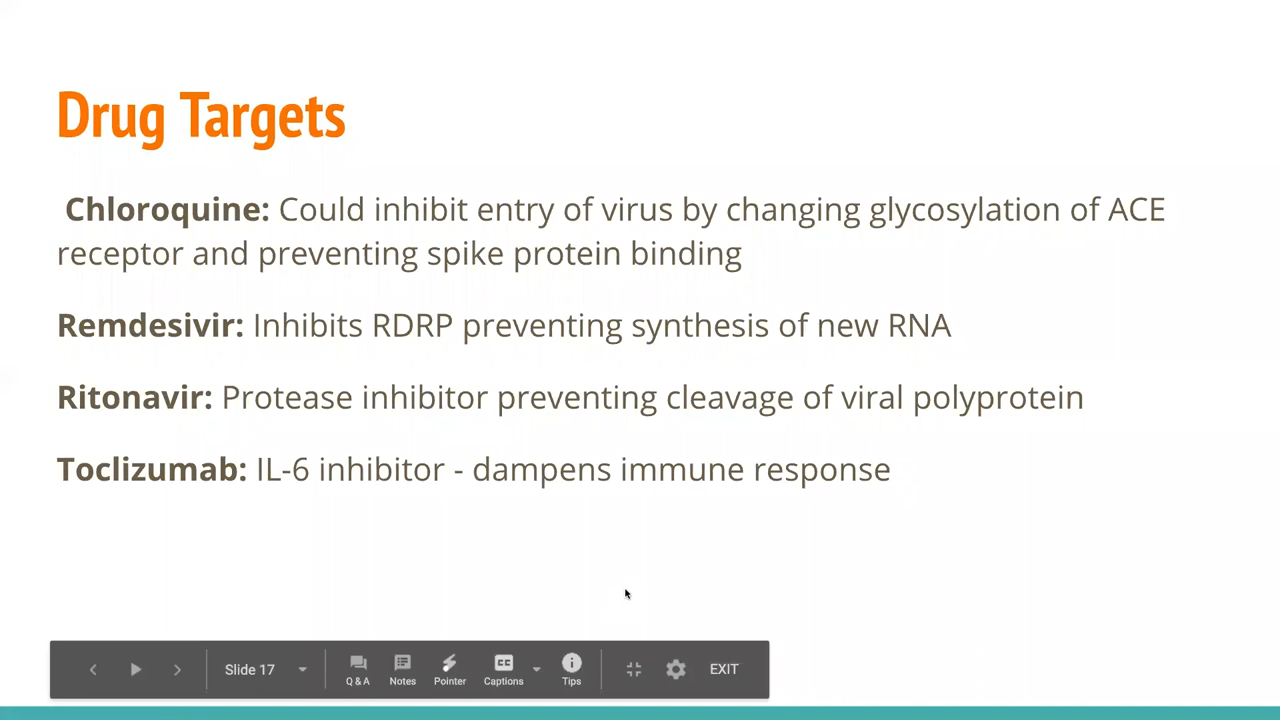 Drug Targets
Chloroquine: Could inhibit entry of virus by changing glycosylation of ACE
receptor and preventing spike protein binding
Remdesivir: Inhibits RDRP preventing synthesis of new RNA
Ritonavir: Protease inhibitor preventing cleavage of viral polyprotein
Toclizumab: IL-6 inhibitor - dampens immune response
Slide 17 Q & A Notes Pointer CC Captions Tips EXIT